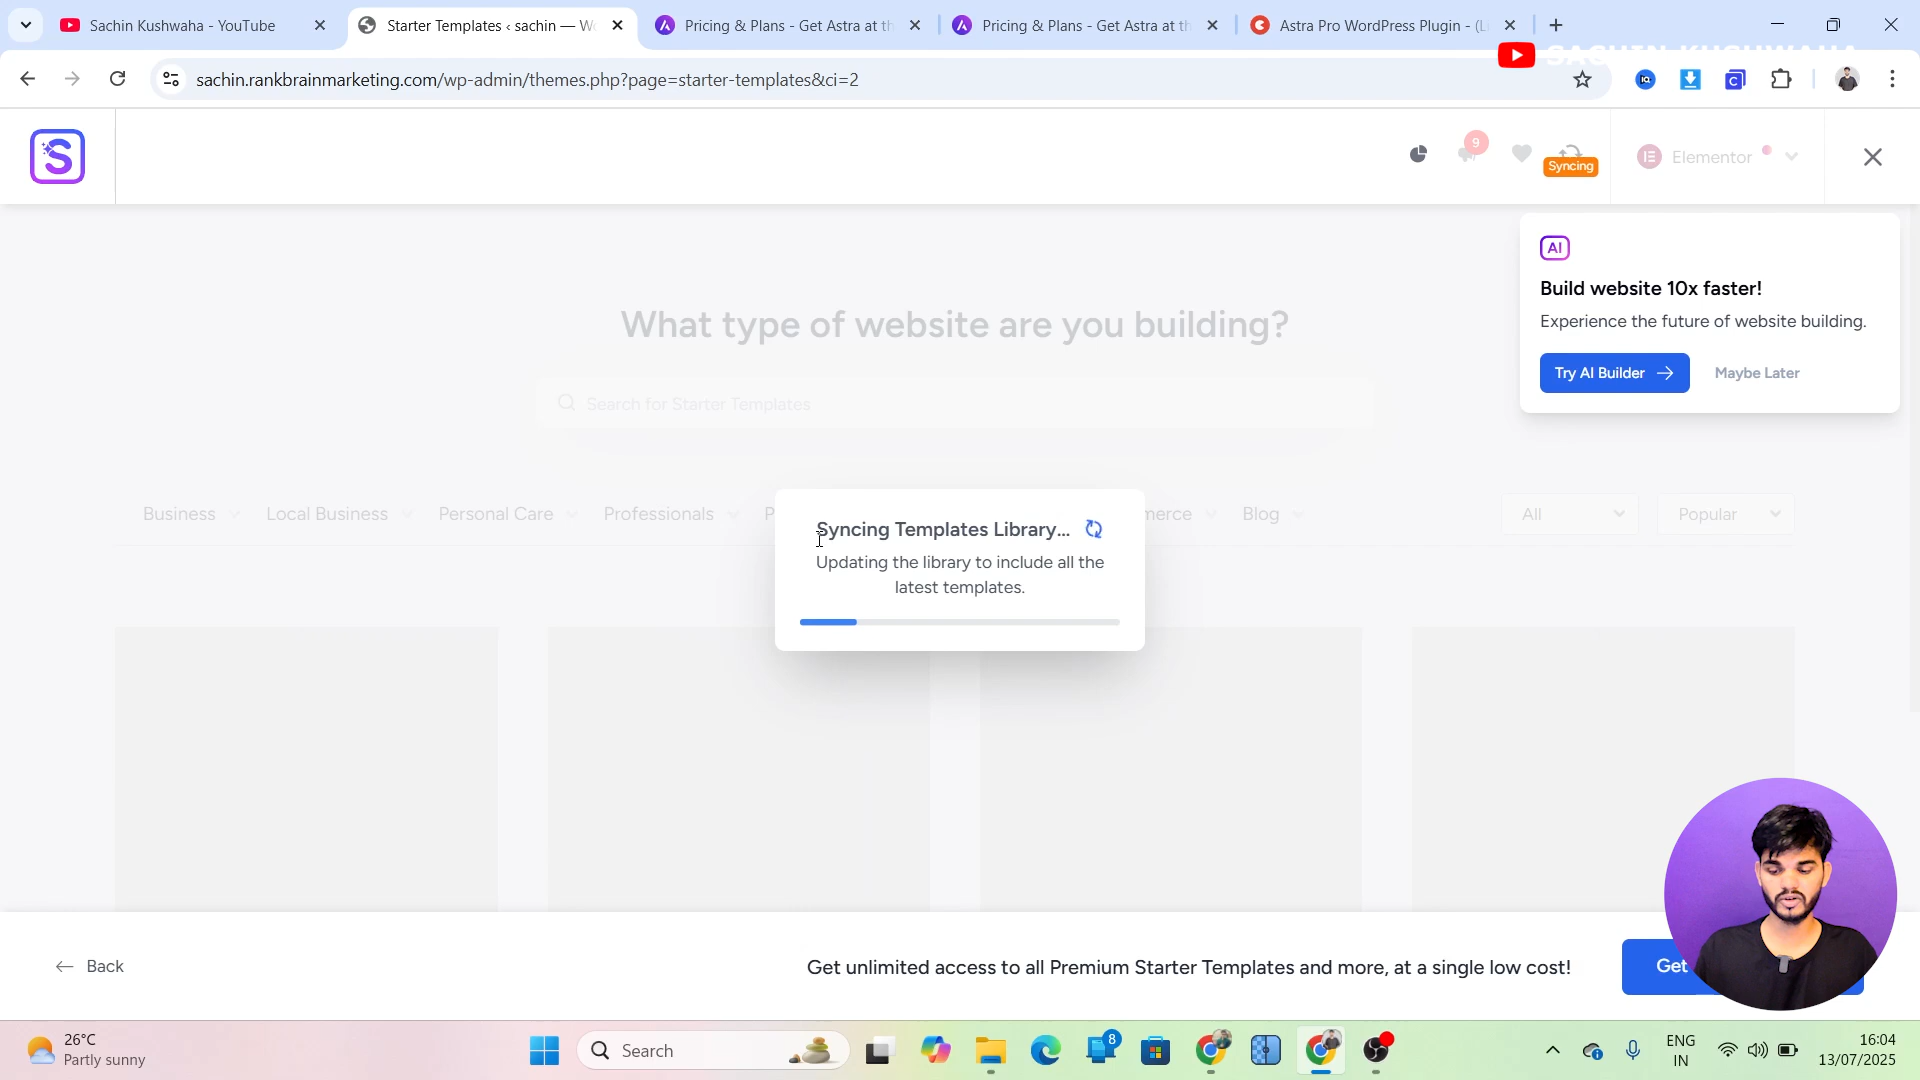 Sachin Kushwaha - YouTube
Starter Templates ‹ sachin — W
Pricing & Plans - Get Astra at th
Pricing & Plans - Get Astra at th
Astra Pro WordPress Plugin - (Li
SACHIN KUSHWAHA
sachin.rankbrainmarketing.com/wp-admin/themes.php?page=starter-templates&ci=2
S
9
Syncing
Elementor
AI
Build website 10x faster!
Experience the future of website building.
Try AI Builder
Maybe Later
What type of website are you building?
Search for Starter Templates
Business
Local Business
Personal Care
Professionals
Blog
All
Popular
Syncing Templates Library...
Updating the library to include all the
latest templates.
Back
Get unlimited access to all Premium Starter Templates and more, at a single low cost!
Get
26°C
Partly sunny
Search
8
ENG
IN
16:04
13/07/2025